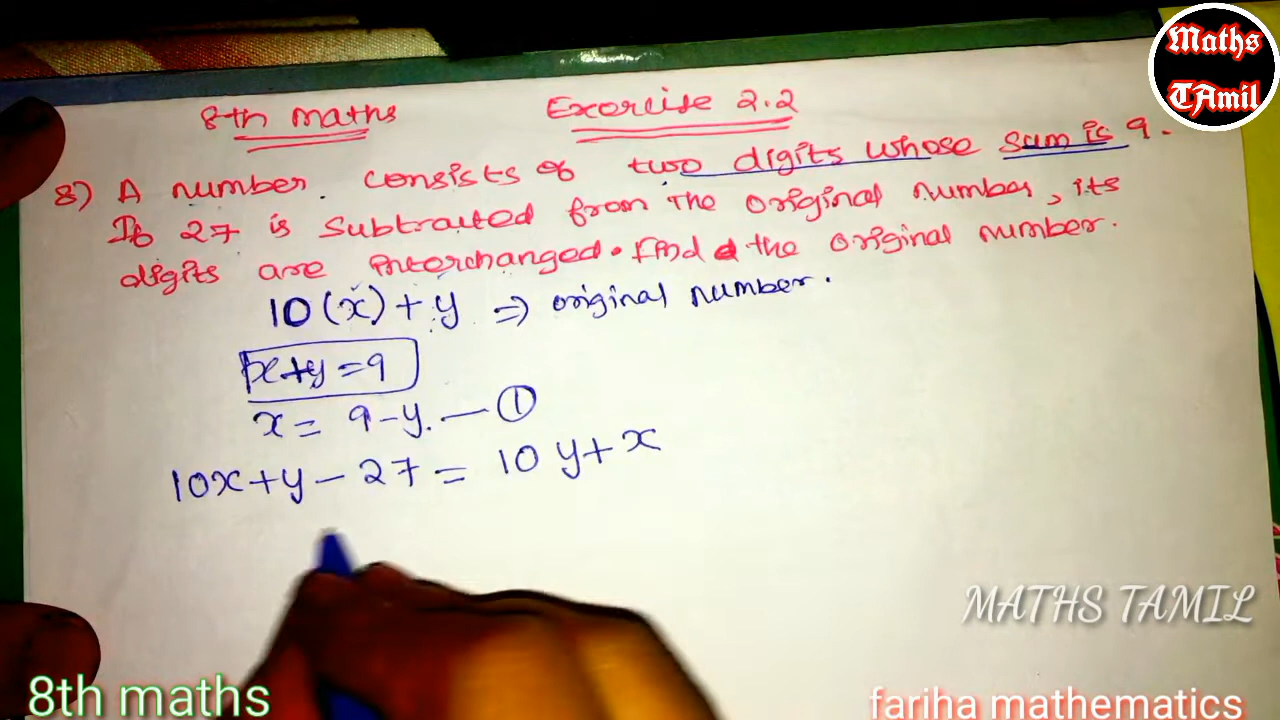 Maths
TAmil
8th maths Exercise 2.2
8) A number consists of two digits whose sum is 9.
If 27 is subtracted from The original number, its
digits are interchanged. Find the original number.
10(x)+y ⇒ original number.
x+y=9
x = 9-y. — ①
10x+y-27 = 10y+x
MATHS TAMIL
8th maths
fariha mathematics